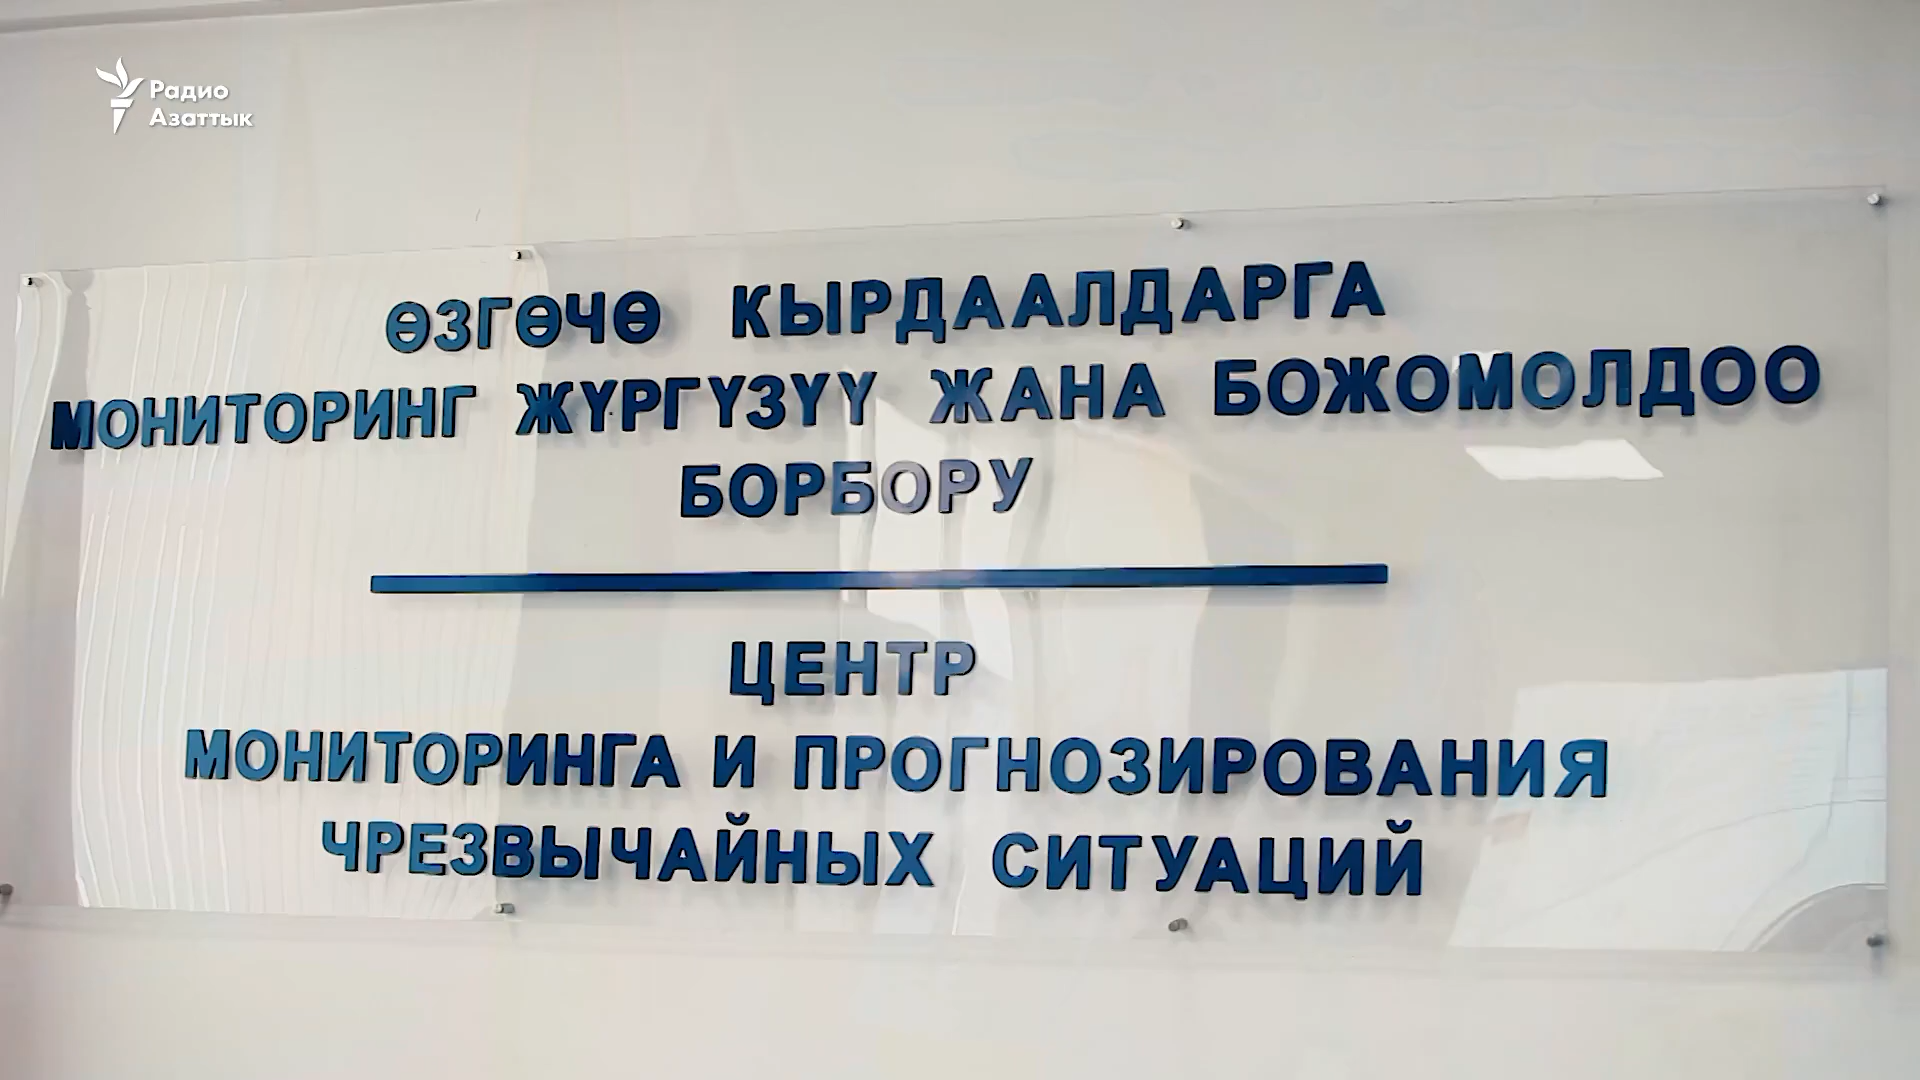 Радио
Азаттык
ӨЗГӨЧӨ КЫРДААЛДАРГА
МОНИТОРИНГ ЖҮРГҮЗҮҮ ЖАНА БОЖОМОЛДОО
БОРБОРУ
ЦЕНТР
МОНИТОРИНГА И ПРОГНОЗИРОВАНИЯ
ЧРЕЗВЫЧАЙНЫХ СИТУАЦИЙ